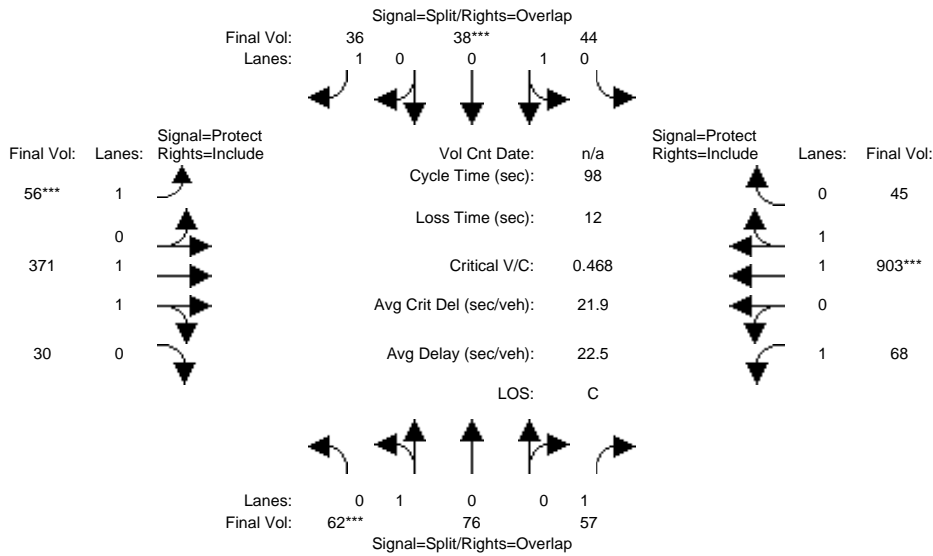 Signal=Split/Rights=Overlap
Final Vol: 36 38*** 44
Lanes: 1 0 0 1 0
Signal=Protect Signal=Protect
Final Vol: Lanes: Rights=Include Vol Cnt Date: n/a Rights=Include Lanes: Final Vol:
Cycle Time (sec): 98
56*** 1 0 45
Loss Time (sec): 12
0 1
371 1 Critical V/C: 0.468 1 903***
1 Avg Crit Del (sec/veh): 21.9 0
30 0 Avg Delay (sec/veh): 22.5 1 68
LOS: C
Lanes: 0 1 0 0 1
Final Vol: 62*** 76 57
Signal=Split/Rights=Overlap